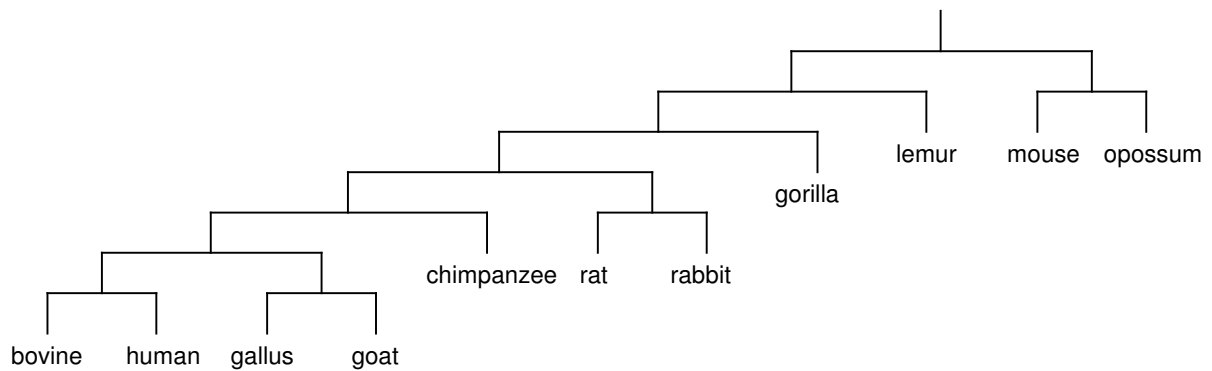 lemur mouse opossum
gorilla
chimpanzee rat rabbit
bovine human gallus goat